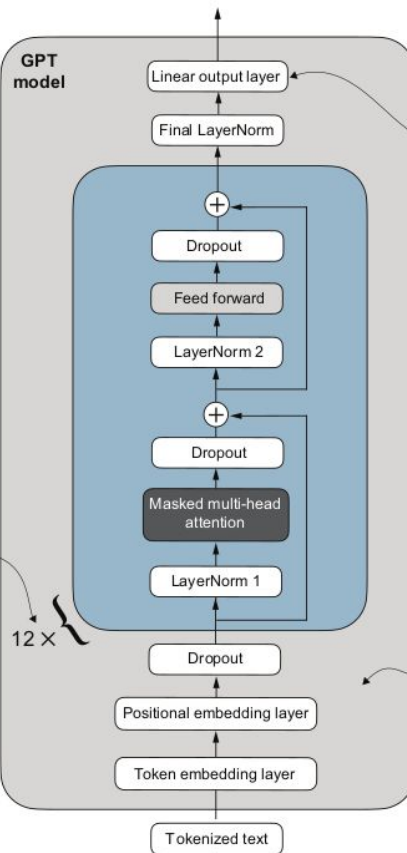 GPT
model
Linear output layer
Final LayerNorm
Dropout
Feed forward
LayerNorm 2
Dropout
Masked multi-head
attention
LayerNorm 1
12 ×
Dropout
Positional embedding layer
Token embedding layer
Tokenized text